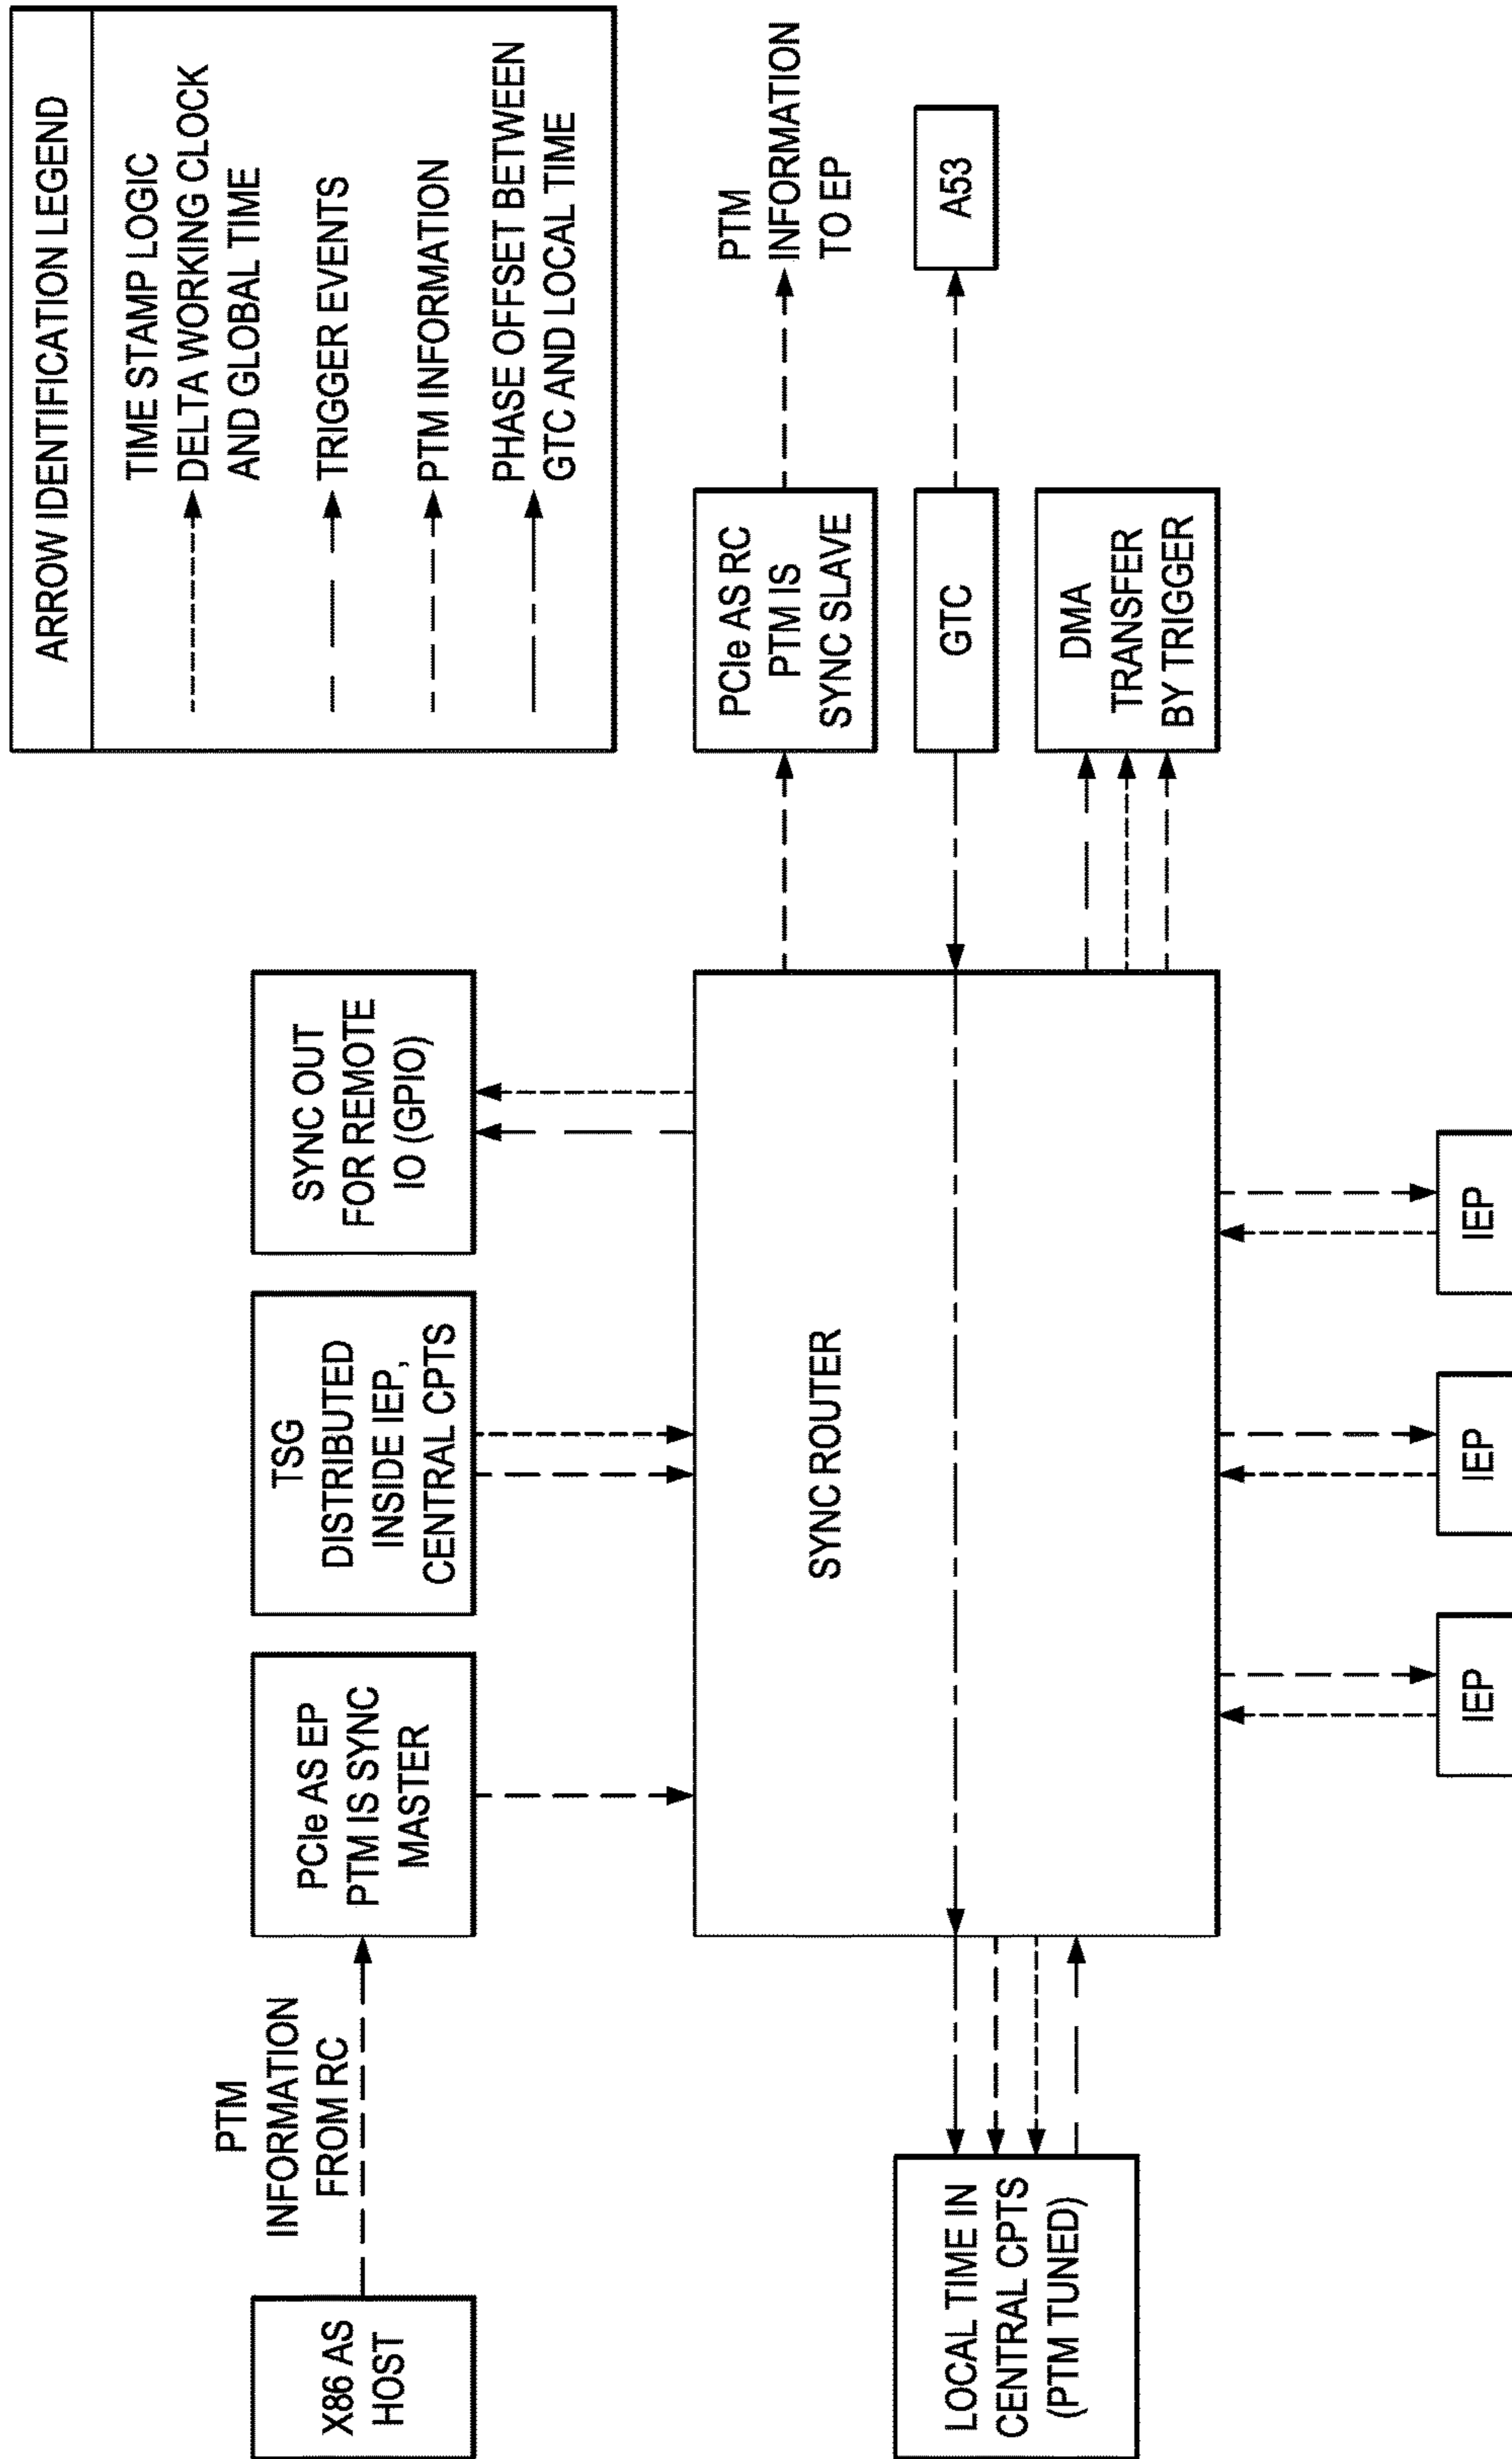 ARROW IDENTIFICATION LEGEND
TIME STAMP LOGIC
DELTA WORKING CLOCK
AND GLOBAL TIME
TRIGGER EVENTS
PTM INFORMATION
PHASE OFFSET BETWEEN
GTC AND LOCAL TIME
X86 AS
HOST
PTM
INFORMATION
FROM RC
PCIe AS EP
PTM IS SYNC
MASTER
TSG
DISTRIBUTED
INSIDE IEP,
CENTRAL CPTS
SYNC OUT
FOR REMOTE
IO (GPIO)
LOCAL TIME IN
CENTRAL CPTS
(PTM TUNED)
SYNC ROUTER
PCIe AS RC
PTM IS
SYNC SLAVE
PTM
INFORMATION
TO EP
GTC
A53
DMA
TRANSFER
BY TRIGGER
IEP
IEP
IEP